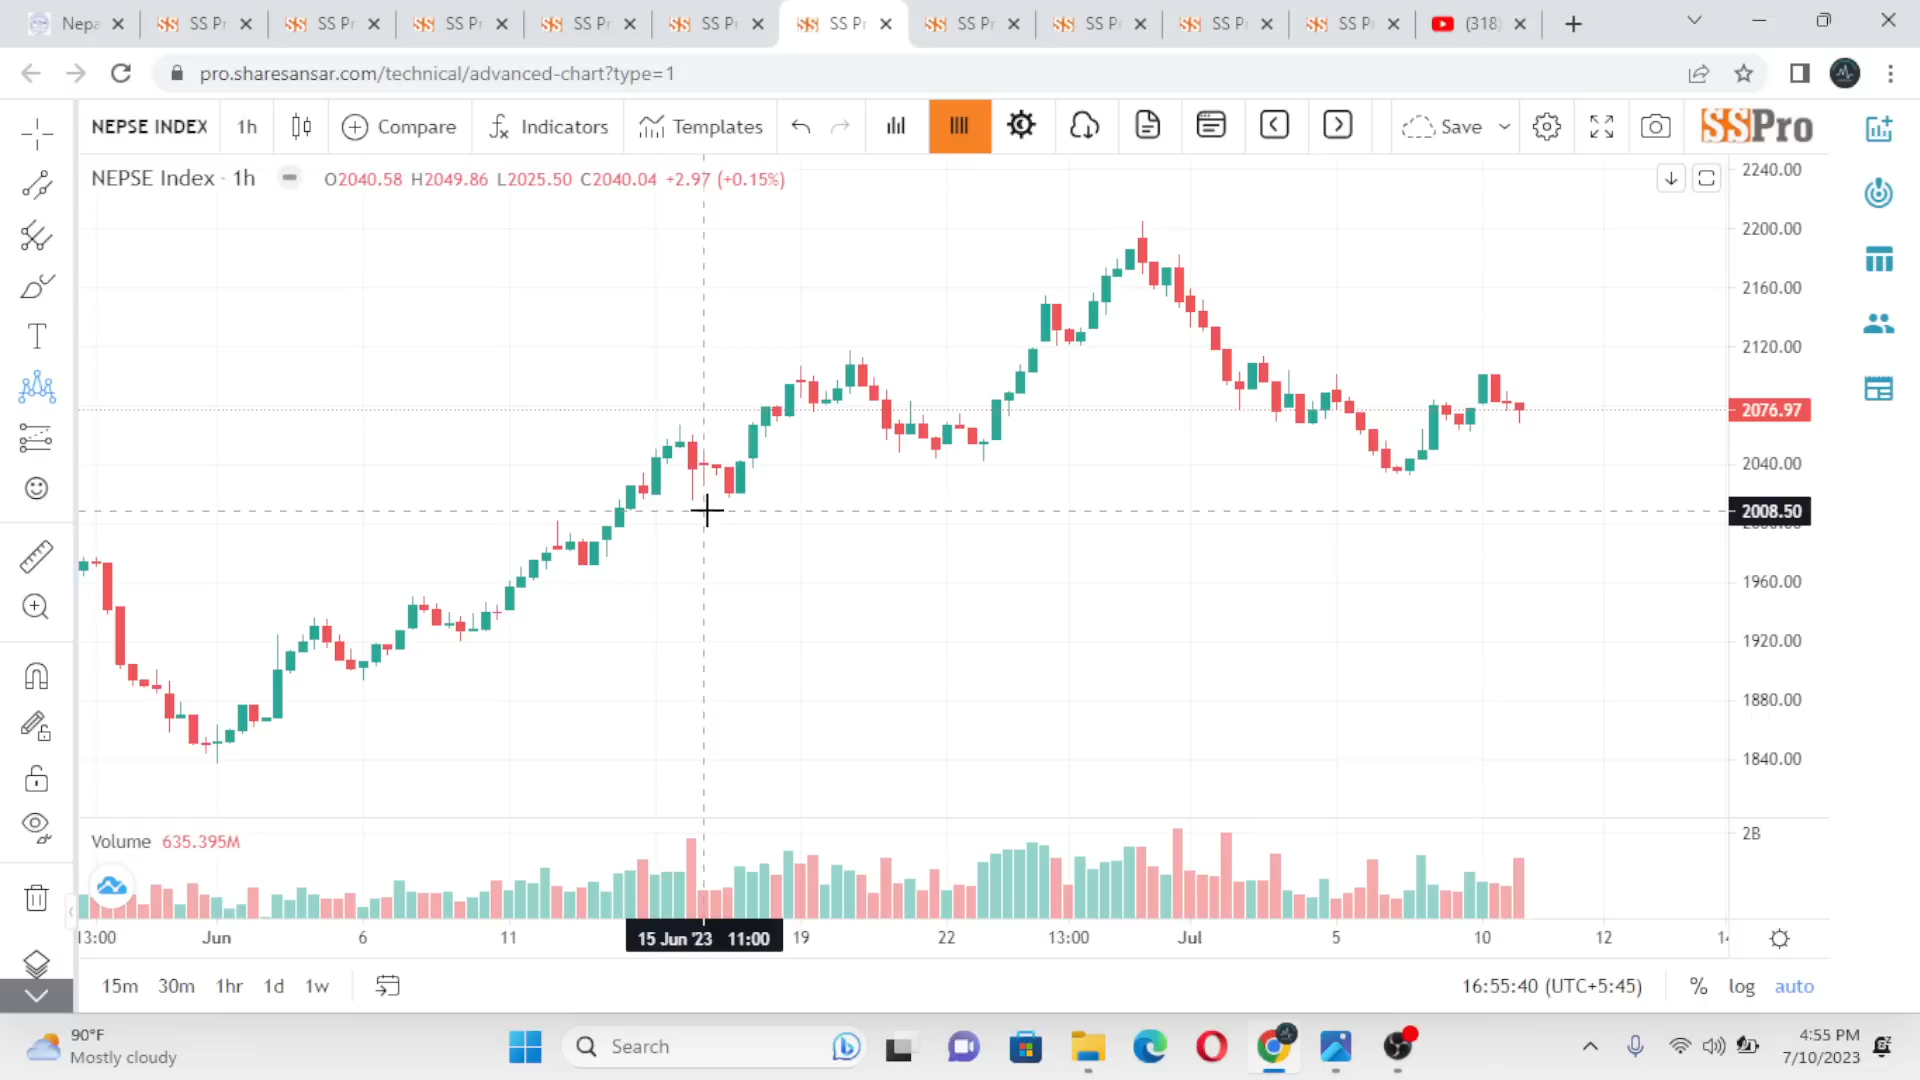 Nepa SS Pr SS Pr SS Pr SS Pr SS Pr SS Pr SS Pr SS Pr SS Pr SS Pr (318)
pro.sharesansar.com/technical/advanced-chart?type=1
NEPSE INDEX 1h Compare Indicators Templates Save SSPro
NEPSE Index · 1h O2040.58 H2049.86 L2025.50 C2040.04 +2.97 (+0.15%)
2240.00
2200.00
2160.00
2120.00
2076.97
2040.00
2008.50
1960.00
1920.00
1880.00
1840.00
Volume 635.395M
2B
13:00 Jun 6 11 15 Jun '23 11:00 19 22 13:00 Jul 5 10 12
15m 30m 1hr 1d 1w 16:55:40 (UTC+5:45) % log auto
90°F
Mostly cloudy
Search
4:55 PM
7/10/2023